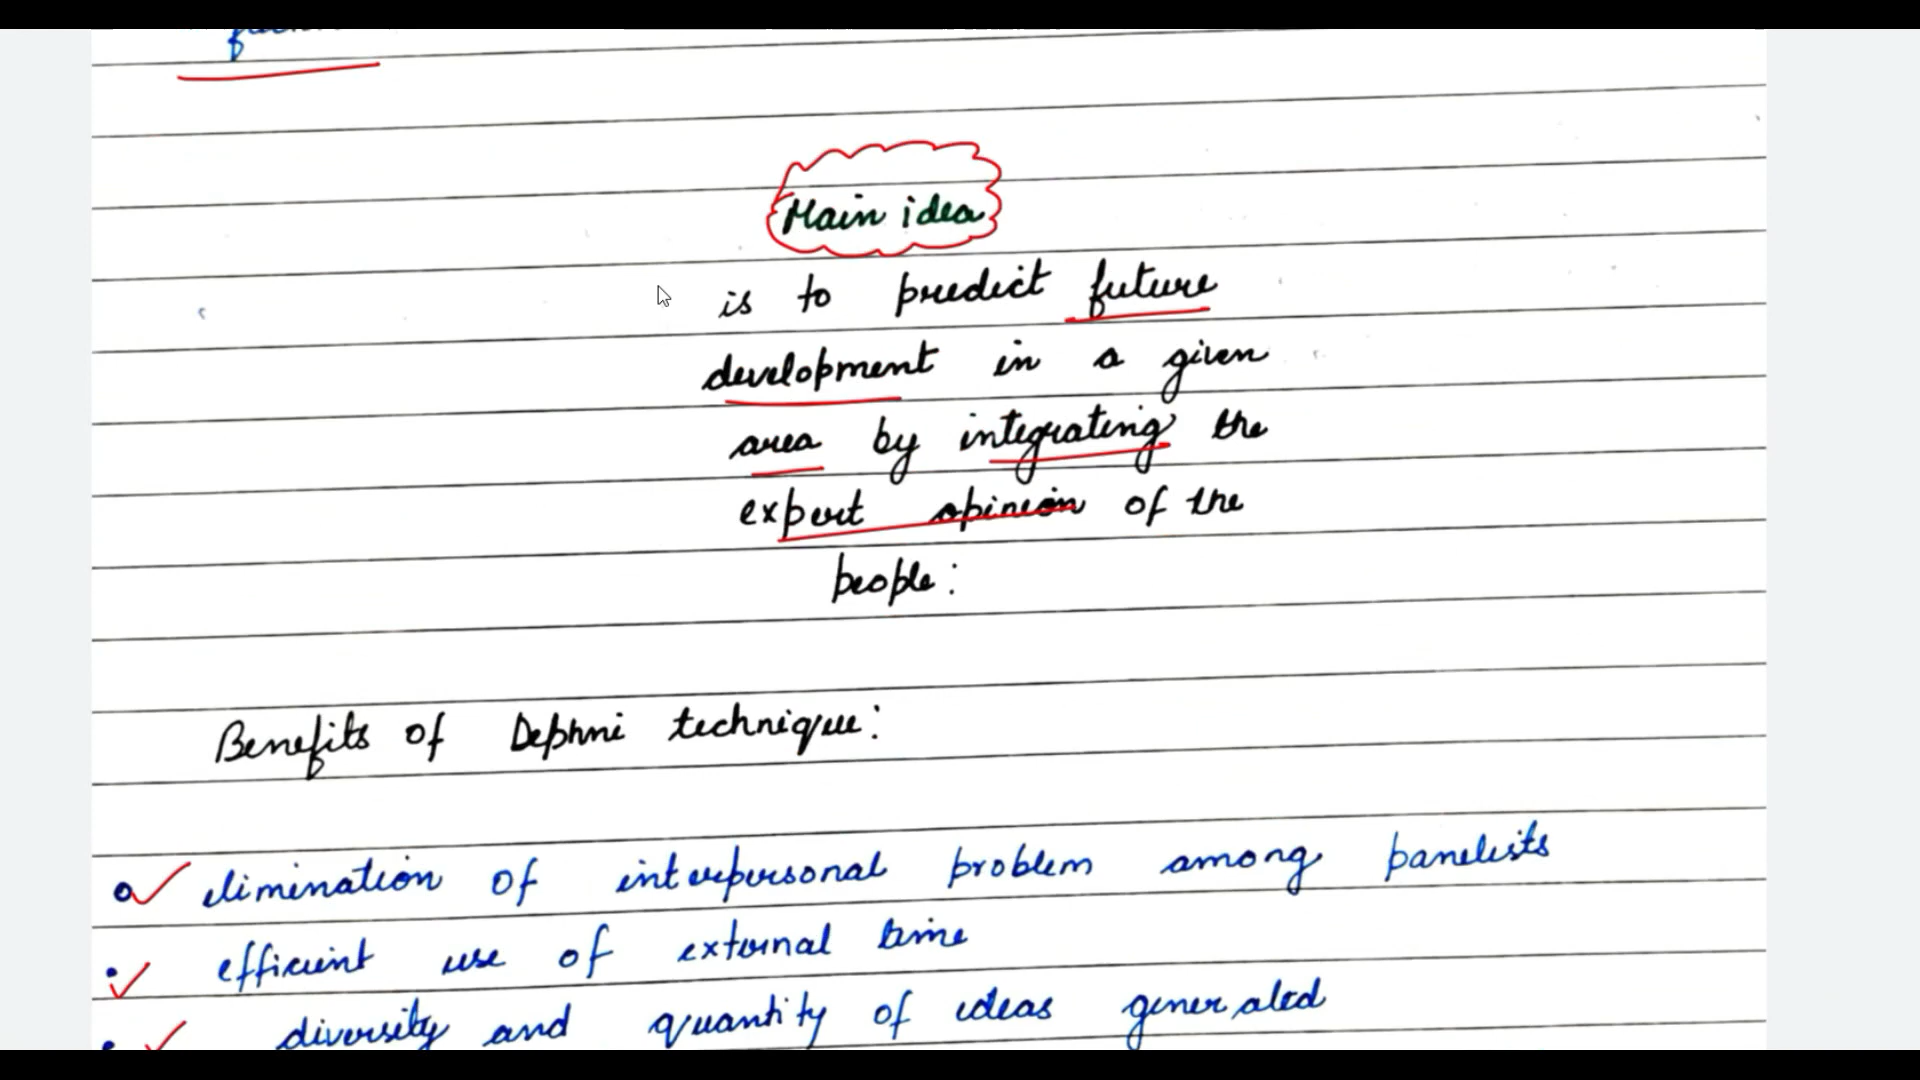 Main idea
is to predict future
development in a given
area by integrating the
expert opinion of the
people:
Benefits of Dephni technique:
elimination of interpersonal problem among panelists
efficient use of external time
diversity and quantity of ideas generated